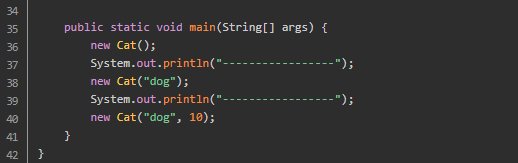 34
35 public static void main(String[] args) {
36 new Cat();
37 System.out.println("-----------------");
38 new Cat("dog");
39 System.out.println("-----------------");
40 new Cat("dog", 10);
41 }
42 }